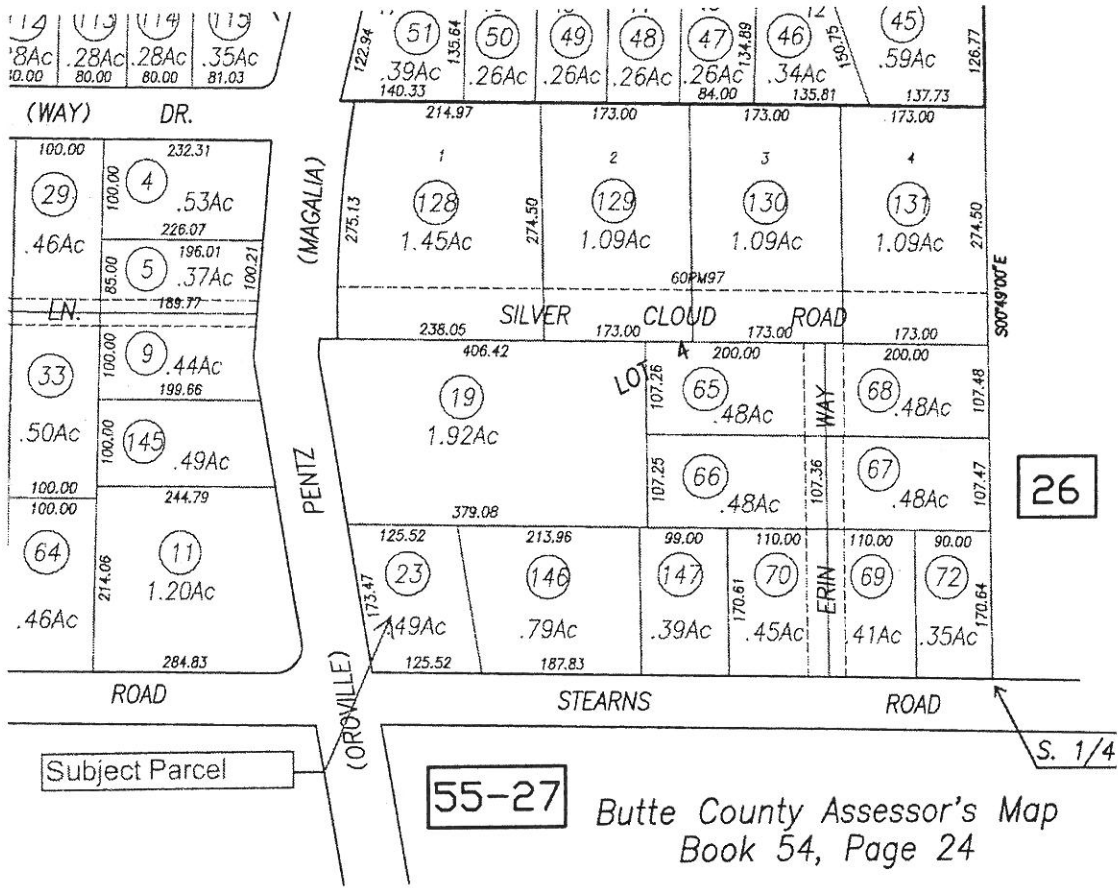 (113)
(114)
(115)
.28Ac
.28Ac
.35Ac
80.00
80.00
81.03
122.94
51
.39Ac
135.64
140.33
50
.26Ac
49
.26Ac
48
.26Ac
47
.26Ac
84.00
134.89
12
46
.34Ac
135.81
150.75
45
.59Ac
137.73
126.77
(WAY) DR.
100.00
29
.46Ac
232.31
100.00
4
.53Ac
226.07
196.01
85.00
5
.37Ac
100.21
LN.
189.77
100.00
9
.44Ac
199.66
33
.50Ac
100.00
100.00
145
.49Ac
244.79
100.00
64
.46Ac
214.06
11
1.20Ac
284.83
(MAGALIA)
PENTZ
(OROVILLE)
214.97
1
128
1.45Ac
275.13
274.50
173.00
2
129
1.09Ac
173.00
3
130
1.09Ac
173.00
4
131
1.09Ac
274.50
60PM97
S00°49'00"E
SILVER CLOUD ROAD
238.05
173.00
173.00
173.00
406.42
19
1.92Ac
379.08
LOT 4
107.26
200.00
65
.48Ac
107.25
66
.48Ac
107.36
ERIN WAY
200.00
68
.48Ac
107.48
67
.48Ac
107.47
26
125.52
23
.49Ac
173.47
125.52
213.96
146
.79Ac
187.83
99.00
147
.39Ac
110.00
170.61
70
.45Ac
110.00
69
.41Ac
90.00
72
.35Ac
170.64
ROAD
STEARNS ROAD
S. 1/4
Subject Parcel
55-27
Butte County Assessor's Map
Book 54, Page 24